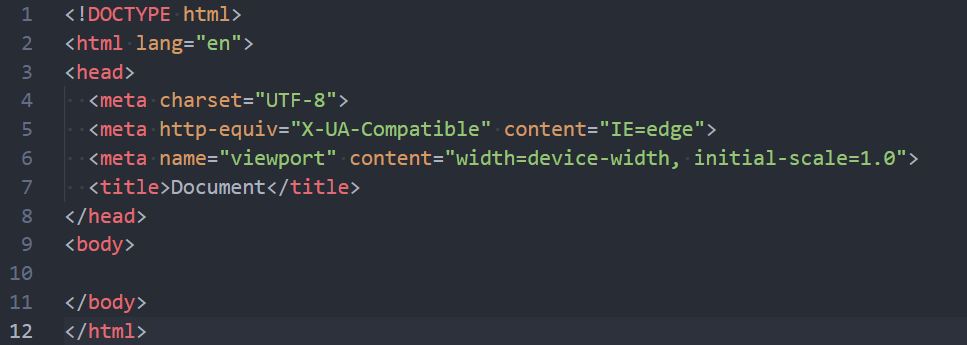 1 <!DOCTYPE html>
2 <html lang="en">
3 <head>
4   <meta charset="UTF-8">
5   <meta http-equiv="X-UA-Compatible" content="IE=edge">
6   <meta name="viewport" content="width=device-width, initial-scale=1.0">
7   <title>Document</title>
8 </head>
9 <body>
10
11 </body>
12 </html>